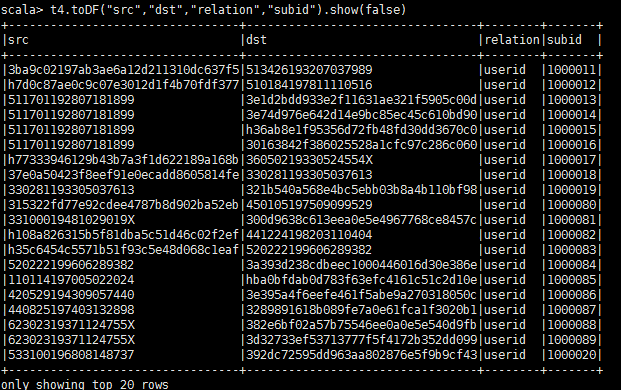 scala> t4.toDF("src","dst","relation","subid").show(false)
+--------------------------------+--------------------------------+--------+-------+
|src |dst |relation|subid |
+--------------------------------+--------------------------------+--------+-------+
|3ba9c02197ab3ae6a12d211310dc637f5|513426193207037989 |userid |1000011|
|h7d0c87ae0c9c07e3012d1f4b70fdf377|510184197811110516 |userid |1000012|
|511701192807181899 |3e1d2bdd933e2f11631ae321f5905c00d|userid |1000013|
|511701192807181899 |3e74d976e642d14e9bc85ec45c610bd90|userid |1000014|
|511701192807181899 |h36ab8e1f95356d72fb48fd30dd3670c0|userid |1000015|
|511701192807181899 |30163842f386025528a1cfc97c286c060|userid |1000016|
|h77333946129b43b7a3f1d622189a168b|36050219330524554X |userid |1000017|
|37e0a50423f8eef91e0ecadd8605814fe|330281193305037613 |userid |1000018|
|330281193305037613 |321b540a568e4bc5ebb03b8a4b110bf98|userid |1000019|
|315322fd77e92cdee4787b8d902ba52eb|450105197509099529 |userid |1000080|
|33100019481029019X |300d9638c613eea0e5e4967768ce8457c|userid |1000081|
|h108a826315b5f81dba5c51d46c02f2ef|441224198203110404 |userid |1000082|
|h35c6454c5571b51f93c5e48d068c1eaf|520222199606289382 |userid |1000083|
|520222199606289382 |3a393d238cdbeec1000446016d30e386e|userid |1000084|
|110114197005022024 |hba0bfdab0d783f63efc4161c51c2d10e|userid |1000085|
|420529194309057440 |3e395a4f6eefe461f5abe9a270318050c|userid |1000086|
|440825197403132898 |3289891618b089fe7a0e61fca1f3020b1|userid |1000087|
|62302319371124755X |382e6bf02a57b75546ee0a0e5e540d9fb|userid |1000088|
|62302319371124755X |3d32733ef53713777f5f4172b352dd099|userid |1000089|
|533100196808148737 |392dc72595dd963aa802876e5f9b9cf43|userid |1000020|
+--------------------------------+--------------------------------+--------+-------+
only showing top 20 rows